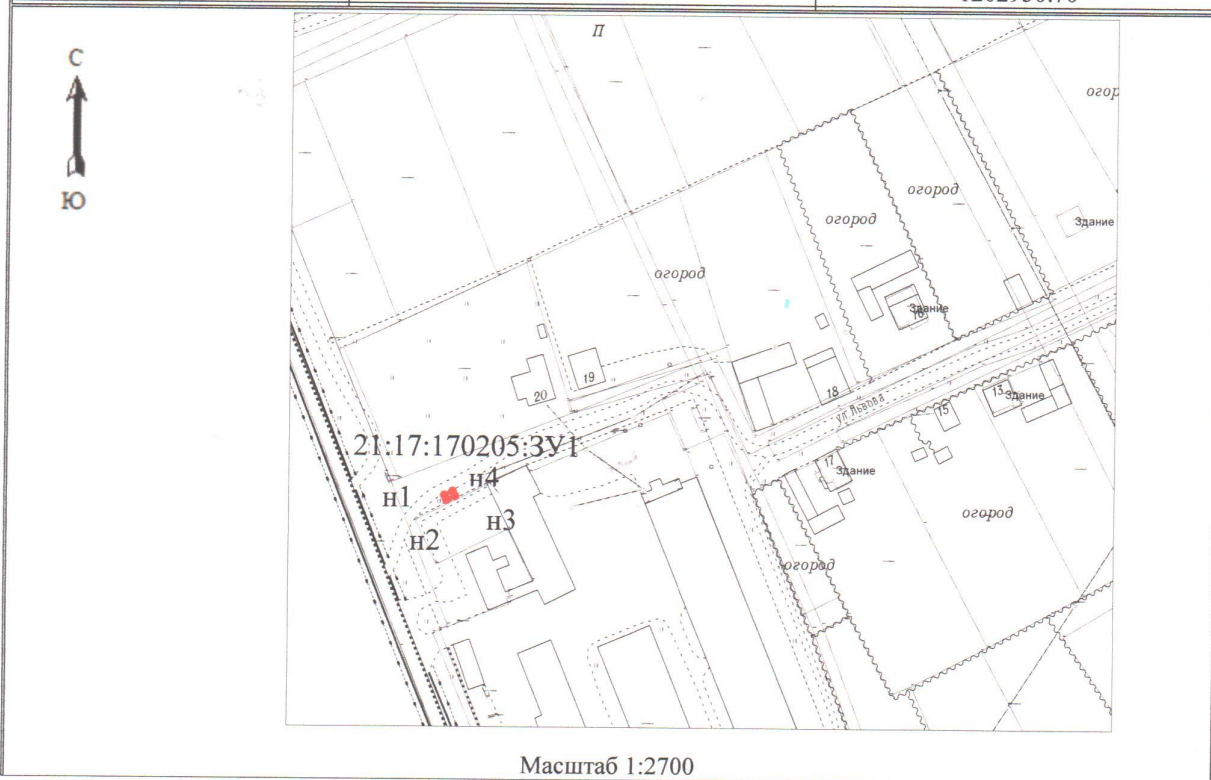 С
Ю
П
огор
огород
огород
огород
Здание
Здание
16
19
20
18
ул Львова
13
Здание
15
21:17:170205:ЗУ1
н1
н4
н2
н3
17
Здание
огород
огород
Масштаб 1:2700